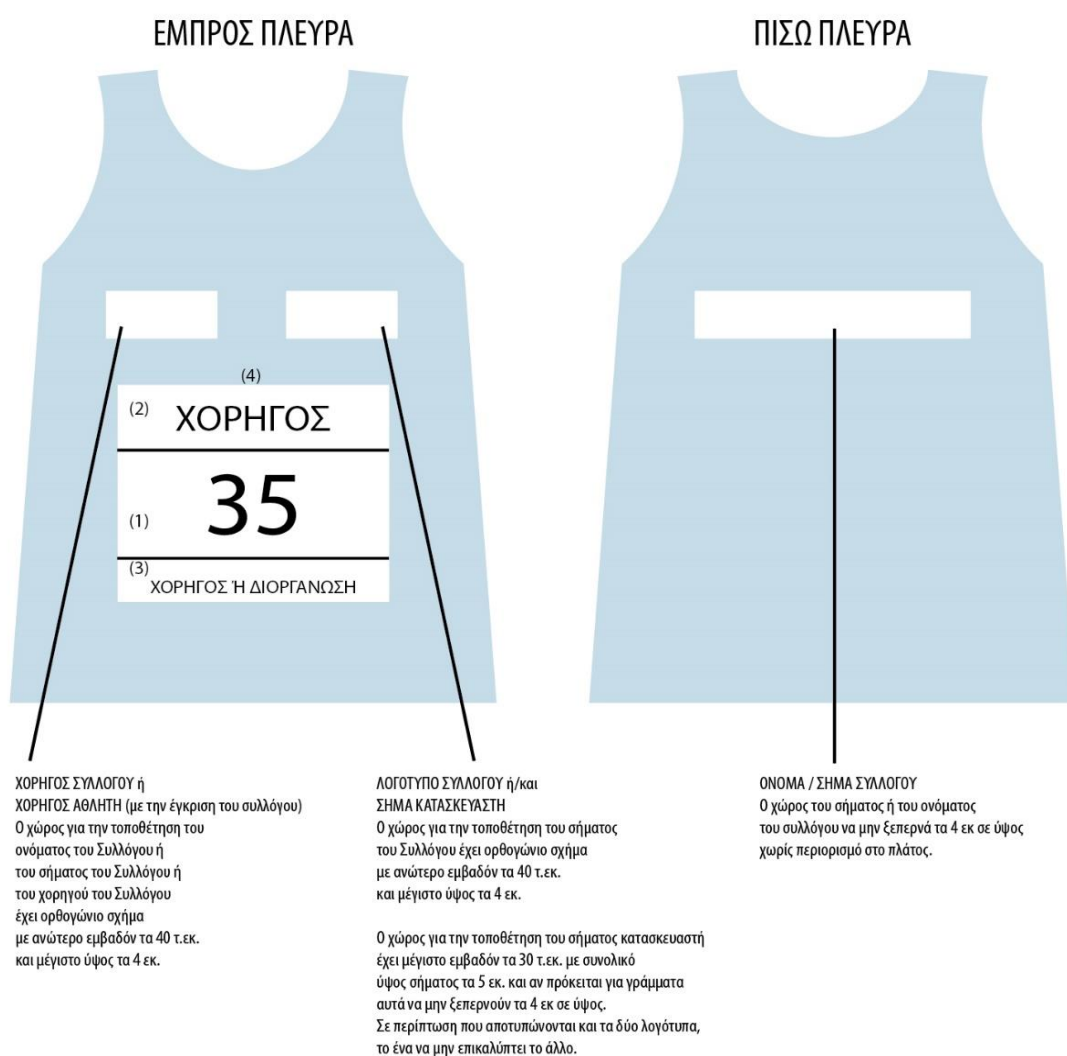 ΕΜΠΡΟΣ ΠΛΕΥΡΑ
ΠΙΣΩ ΠΛΕΥΡΑ
(4)
(2)
ΧΟΡΗΓΟΣ
35
(1)
(3)
ΧΟΡΗΓΟΣ Ή ΔΙΟΡΓΑΝΩΣΗ
ΧΟΡΗΓΟΣ ΣΥΛΛΟΓΟΥ ή
ΧΟΡΗΓΟΣ ΑΘΛΗΤΗ (με την έγκριση του συλλόγου)
Ο χώρος για την τοποθέτηση του
ονόματος του Συλλόγου ή
του σήματος του Συλλόγου ή
του χορηγού του Συλλόγου
έχει ορθογώνιο σχήμα
με ανώτερο εμβαδόν τα 40 τ.εκ.
και μέγιστο ύψος τα 4 εκ.
ΛΟΓΟΤΥΠΟ ΣΥΛΛΟΓΟΥ ή/και
ΣΗΜΑ ΚΑΤΑΣΚΕΥΑΣΤΗ
Ο χώρος για την τοποθέτηση του σήματος
του Συλλόγου έχει ορθογώνιο σχήμα
με ανώτερο εμβαδόν τα 40 τ.εκ.
και μέγιστο ύψος τα 4 εκ.
Ο χώρος για την τοποθέτηση του σήματος κατασκευαστή
έχει μέγιστο εμβαδόν τα 30 τ.εκ. με συνολικό
ύψος σήματος τα 5 εκ. και αν πρόκειται για γράμματα
αυτά να μην ξεπερνούν τα 4 εκ σε ύψος.
Σε περίπτωση που αποτυπώνονται και τα δύο λογότυπα,
το ένα να μην επικαλύπτει το άλλο.
ΟΝΟΜΑ / ΣΗΜΑ ΣΥΛΛΟΓΟΥ
Ο χώρος του σήματος ή του ονόματος
του συλλόγου να μην ξεπερνά τα 4 εκ σε ύψος
χωρίς περιορισμό στο πλάτος.